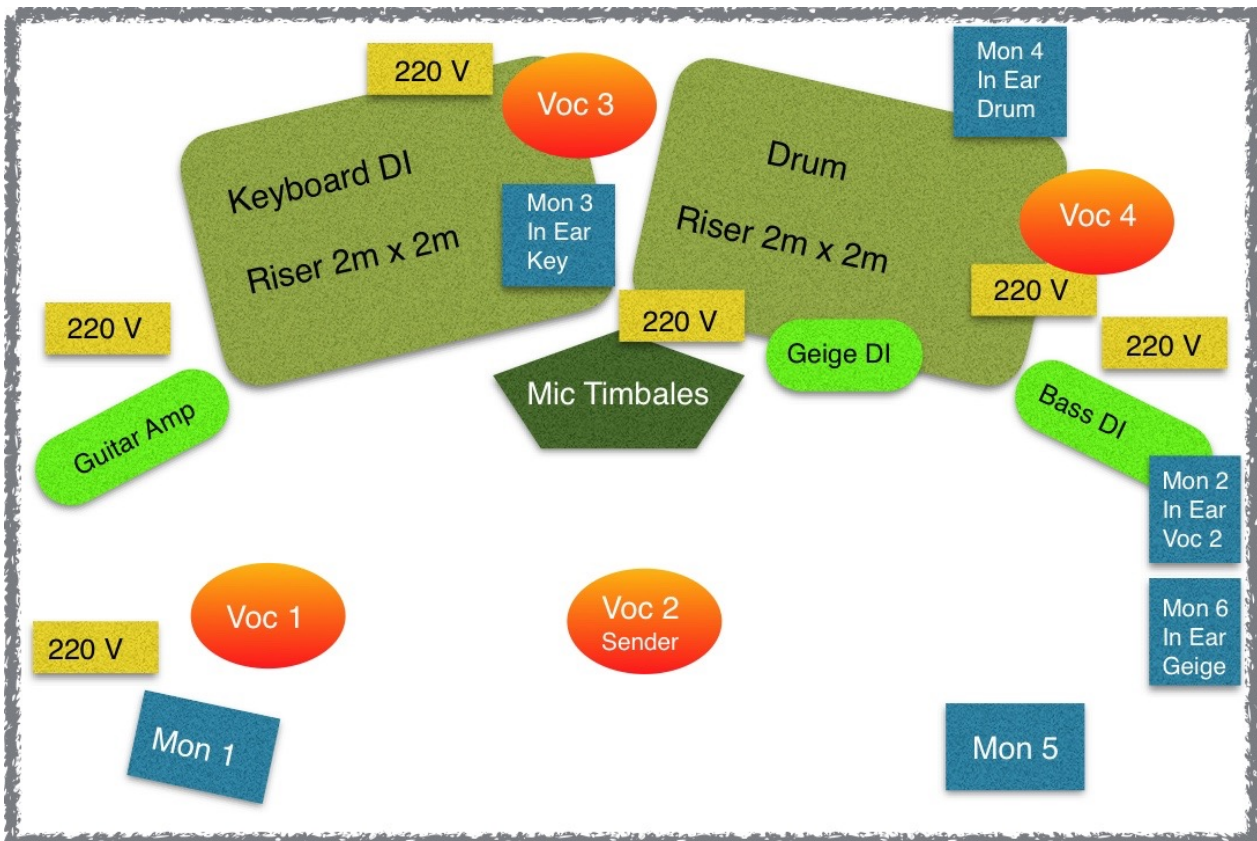 220 V
Voc 3
Mon 4
In Ear
Drum
Keyboard DI
Riser 2m x 2m
Mon 3
In Ear
Key
Drum
Riser 2m x 2m
Voc 4
220 V
220 V
220 V
220 V
Geige DI
Mic Timbales
Guitar Amp
Bass DI
Mon 2
In Ear
Voc 2
Voc 1
Voc 2
Sender
Mon 6
In Ear
Geige
220 V
Mon 1
Mon 5